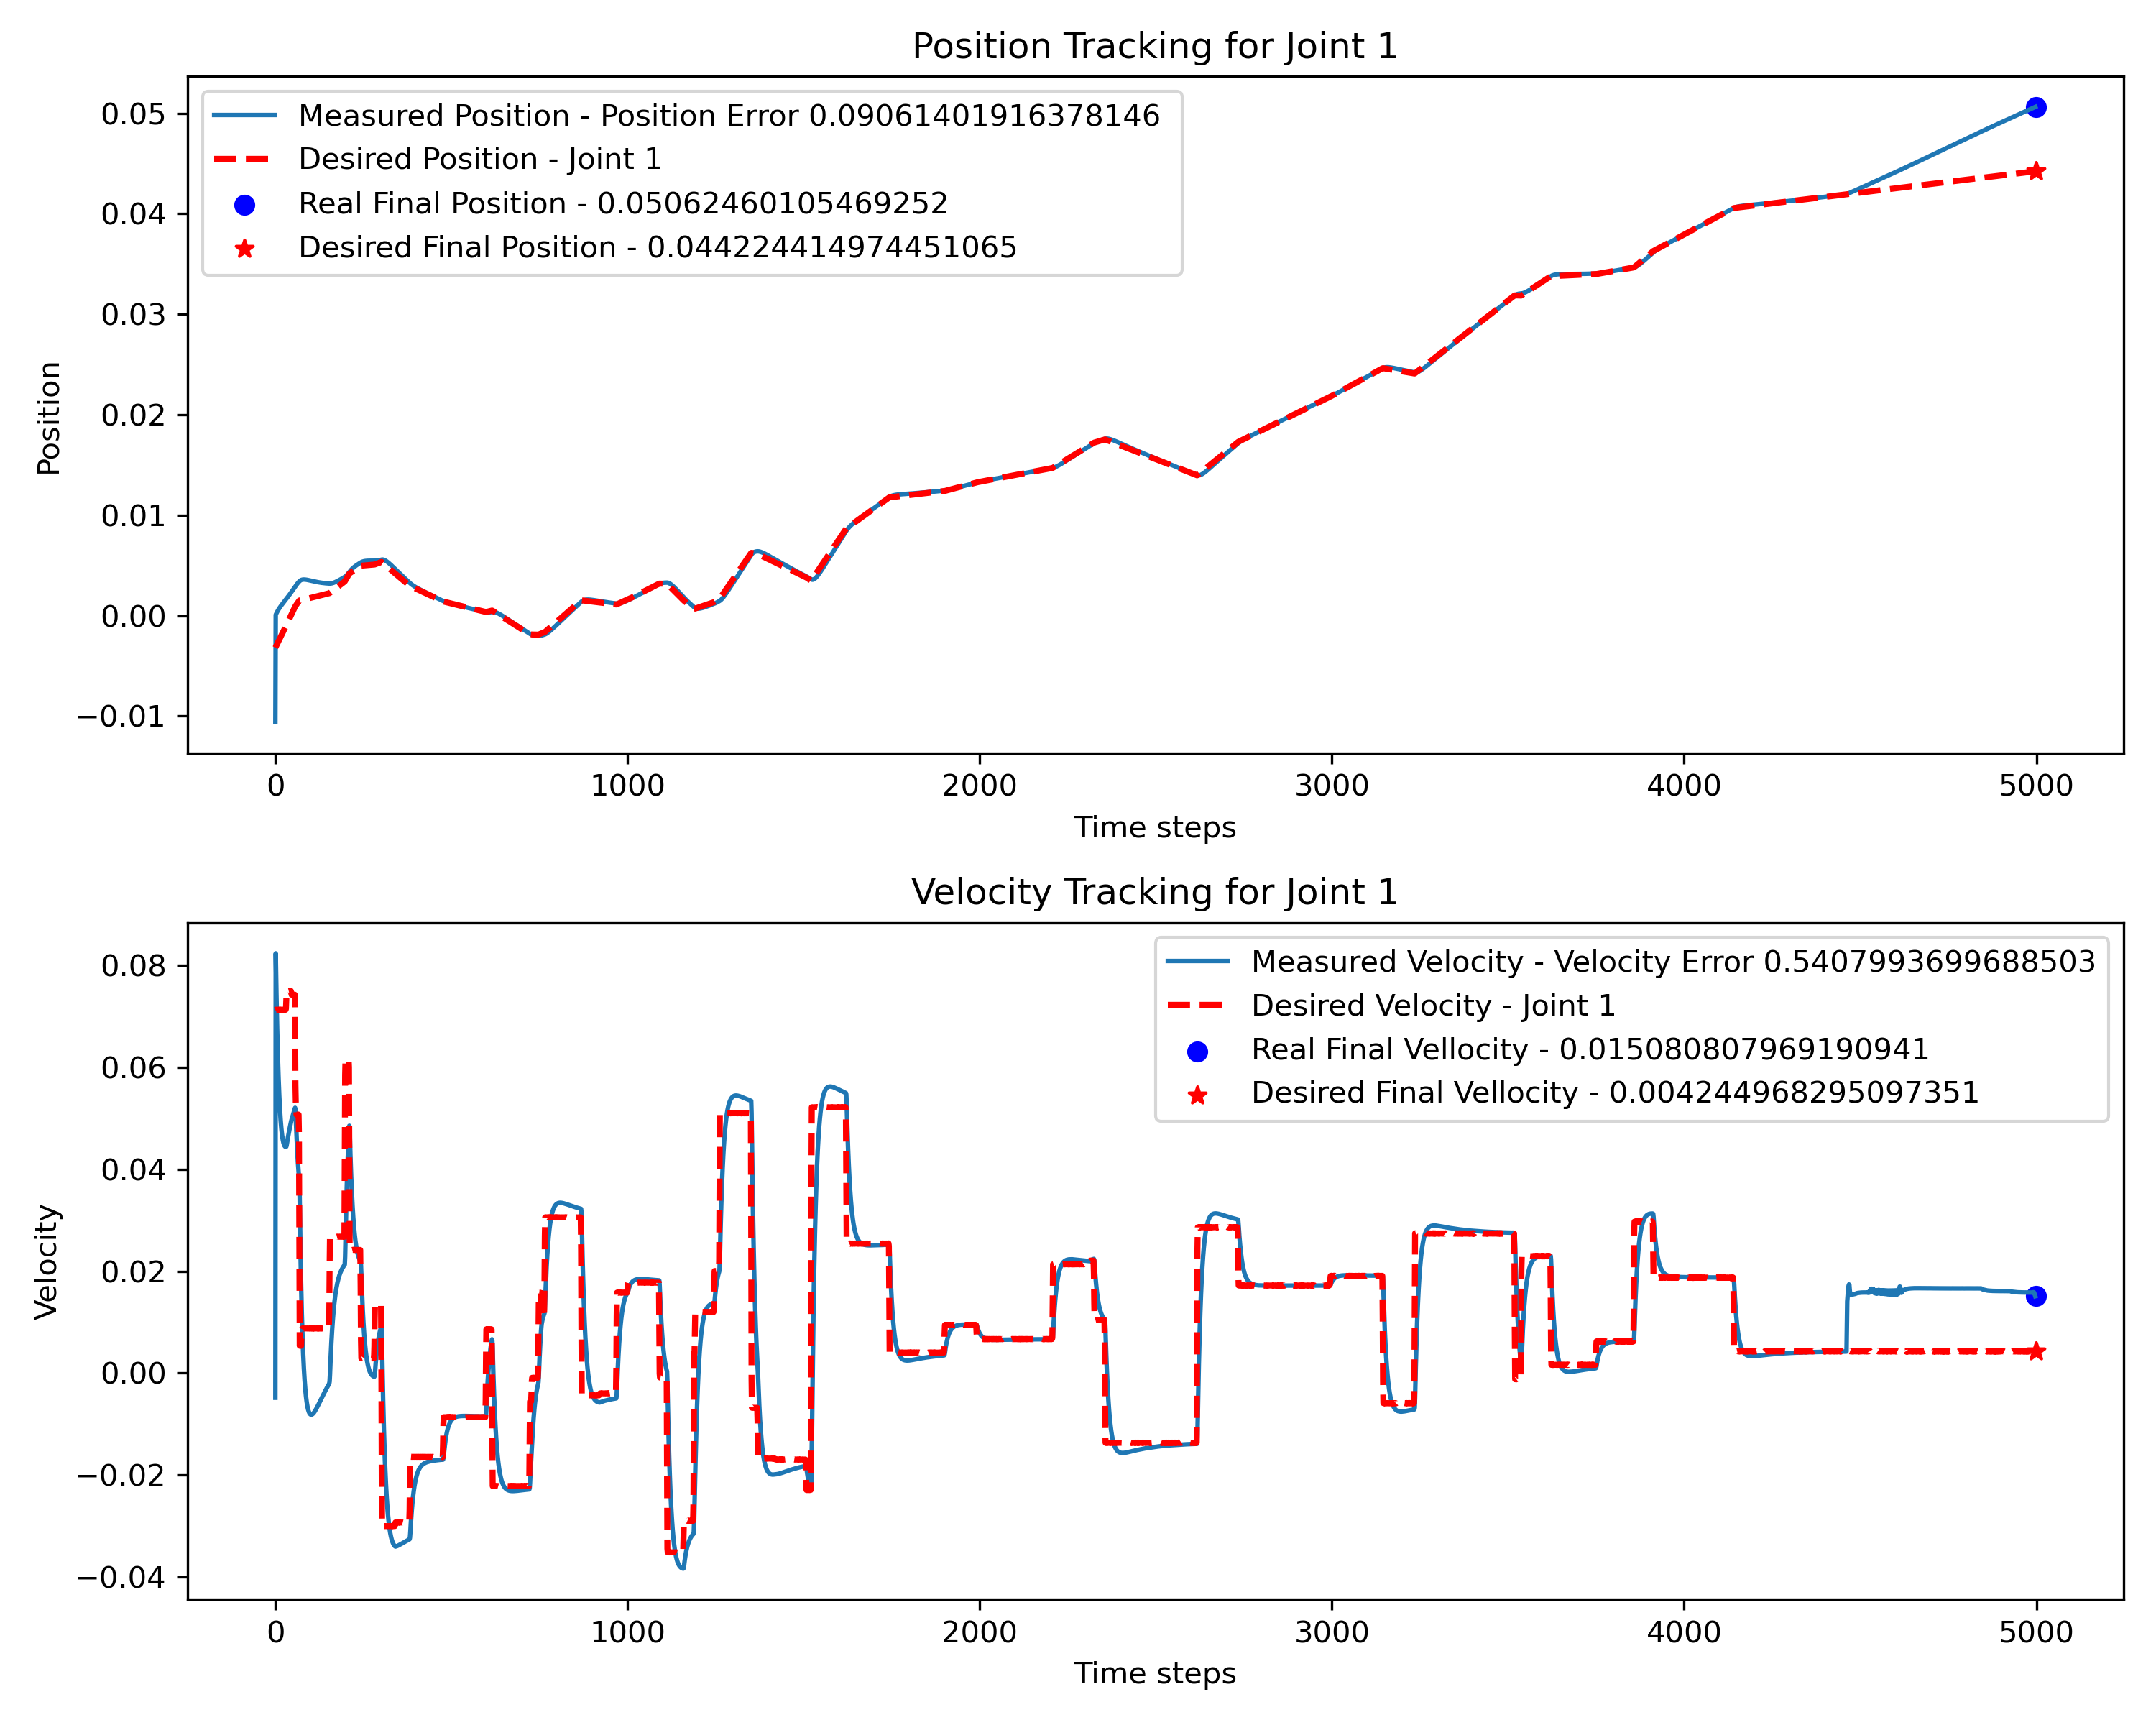 Position Tracking for Joint 1
Measured Position - Position Error 0.09061401916378146
Desired Position - Joint 1
Real Final Position - 0.05062460105469252
Desired Final Position - 0.044224414974451065
0.05
0.04
0.03
0.02
0.01
0.00
−0.01
Position
0
1000
2000
3000
4000
5000
Time steps
Velocity Tracking for Joint 1
Measured Velocity - Velocity Error 0.5407993699688503
Desired Velocity - Joint 1
Real Final Vellocity - 0.015080807969190941
Desired Final Vellocity - 0.004244968295097351
0.08
0.06
0.04
0.02
0.00
−0.02
−0.04
Velocity
0
1000
2000
3000
4000
5000
Time steps